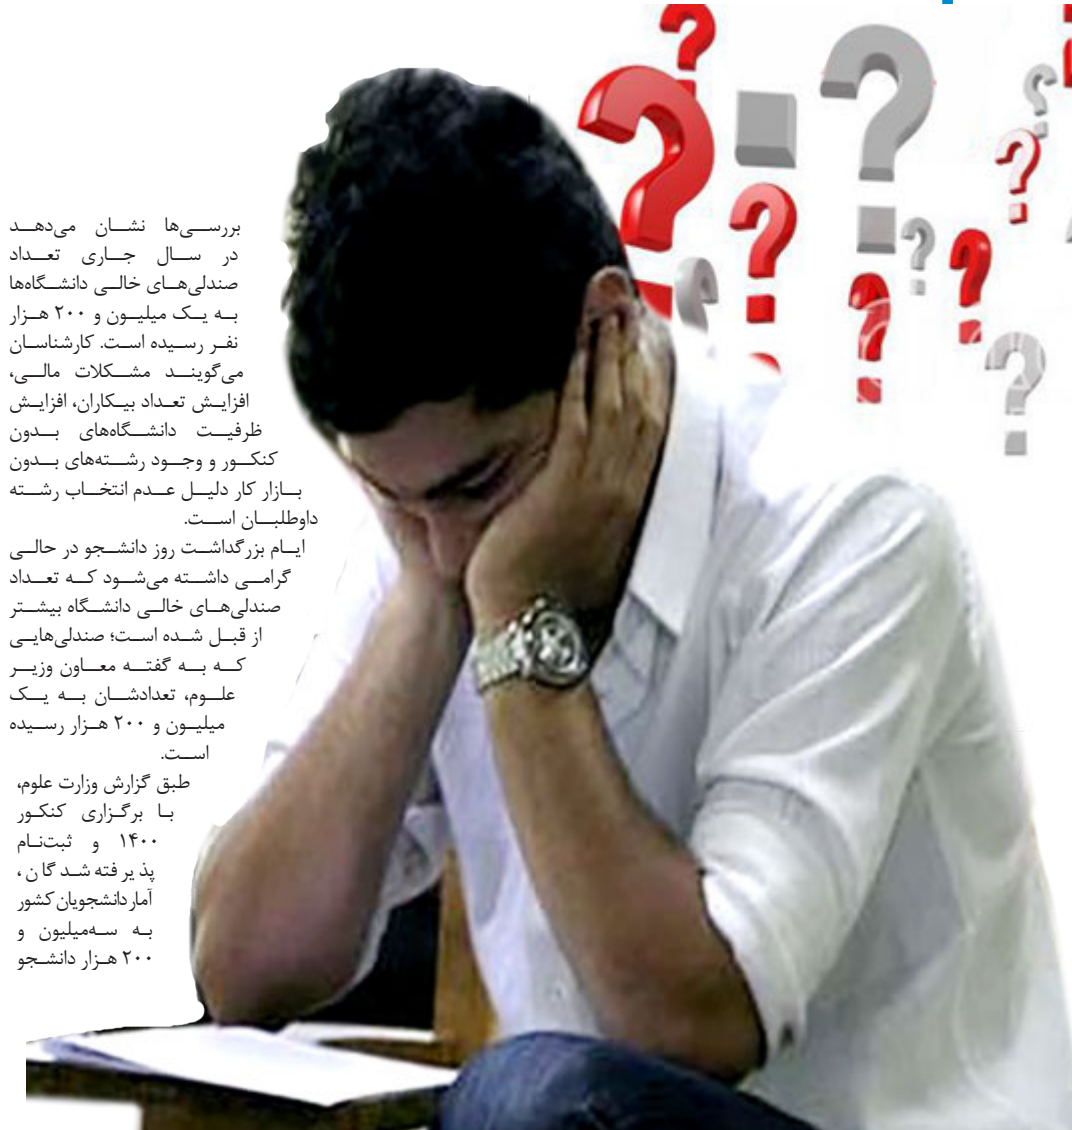 بررسی‌ها نشان می‌دهد
در سال جاری تعداد
صندلی‌های خالی دانشگاه‌ها
به یک میلیون و ۲۰۰ هزار
نفر رسیده است. کارشناسان
می‌گویند مشکلات مالی،
افزایش تعداد بیکاران، افزایش
ظرفیت دانشگاه‌های بدون
کنکور و وجود رشته‌های بدون
بازار کار دلیل عدم انتخاب رشته
داوطلبان است.
ایام بزرگداشت روز دانشجو در حالی
گرامی داشته می‌شود که تعداد
صندلی‌های خالی دانشگاه بیشتر
از قبل شده است؛ صندلی‌هایی
که به گفته معاون وزیر
علوم، تعدادشان به یک
میلیون و ۲۰۰ هزار رسیده
است.
طبق گزارش وزارت علوم،
با برگزاری کنکور
۱۴۰۰ و ثبت‌نام
پذیرفته شدگان،
آمار دانشجویان کشور
به سه‌میلیون و
۲۰۰ هزار دانشجو